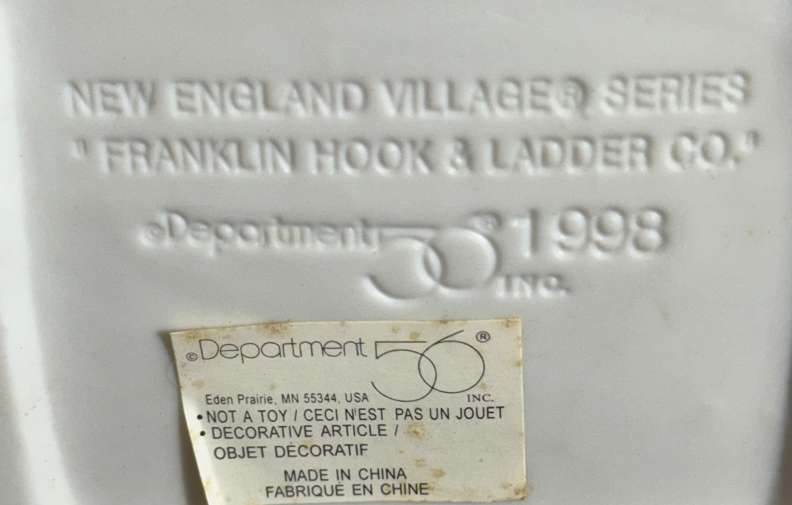 NEW ENGLAND VILLAGE® SERIES
"FRANKLIN HOOK & LADDER CO."
©Department 56® 1998
INC.
©Department 56®
INC.
Eden Prairie, MN 55344, USA
• NOT A TOY / CECI N'EST PAS UN JOUET
• DECORATIVE ARTICLE /
OBJET DÉCORATIF
MADE IN CHINA
FABRIQUÉ EN CHINE